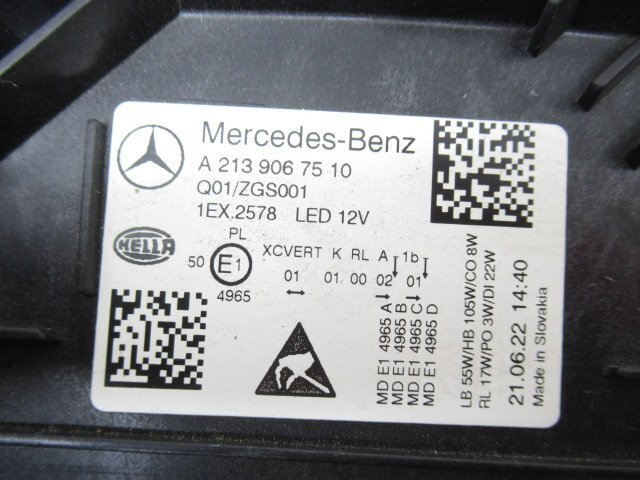 Mercedes-Benz
A 213 906 75 10
Q01/ZGS001
1EX.2578 LED 12V
HELLA
PL
50 E1
4965
XCVERT K RL A 1b
01 01 00 02 01
MD E1 4965 A
MD E1 4965 B
MD E1 4965 C
MD E1 4965 D
LB 55W/HB 105W/CO 8W
RL 17W/PO 3W/DI 22W
21.06.22 14:40
Made in Slovakia